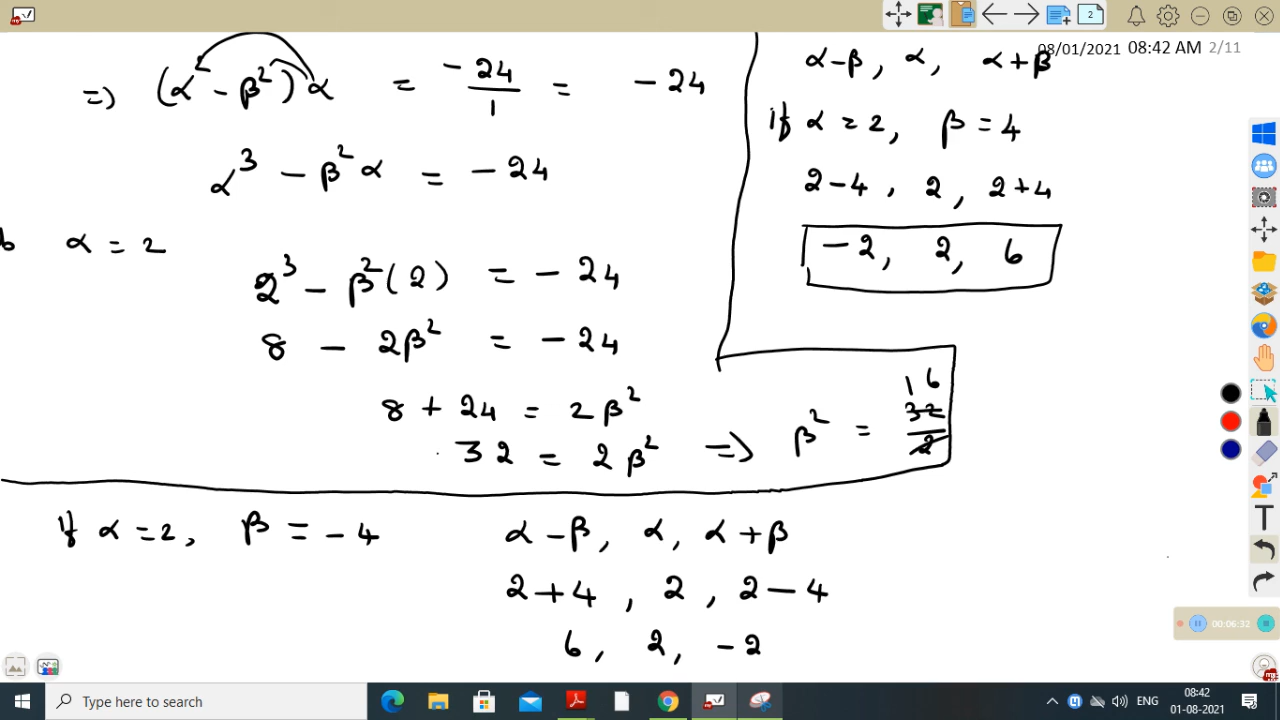 08/01/2021 08:42 AM 2/11
2
=> (α² - β²) α = -24/1 = -24
α³ - β²α = -24
α = 2
2³ - β²(2) = -24
8 - 2β² = -24
8 + 24 = 2β²
32 = 2β² => β² = 32/2 16
α-β, α, α+β
If α = 2, β = 4
2-4, 2, 2+4
-2, 2, 6
If α = 2, β = -4
α-β, α, α+β
2+4, 2, 2-4
6, 2, -2
00:06:32
T
Type here to search
ENG
08:42
01-08-2021